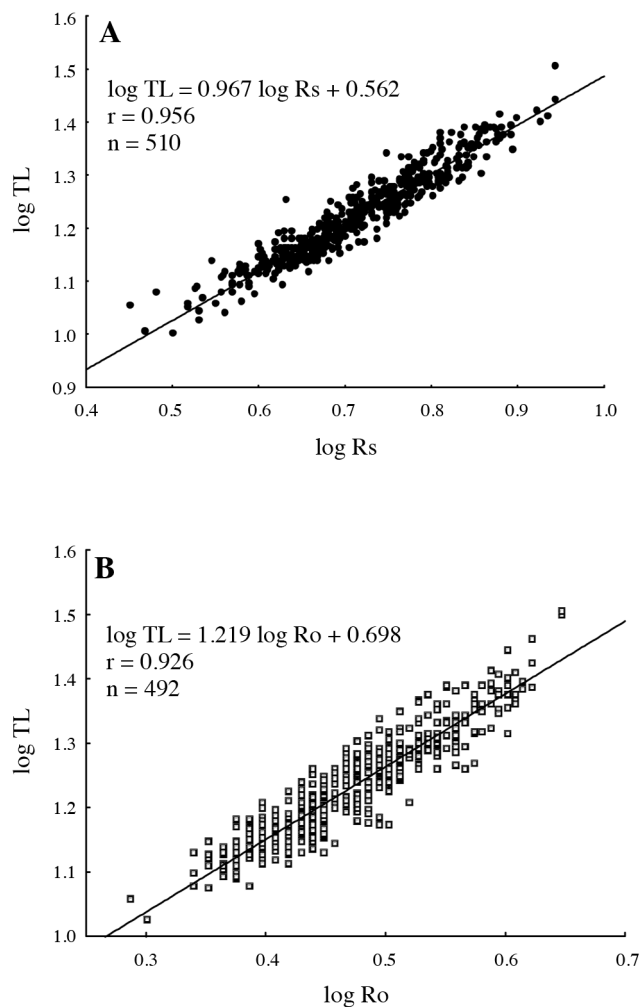 A
log TL = 0.967 log Rs + 0.562
r = 0.956
n = 510
log TL
1.6
1.5
1.4
1.3
1.2
1.1
1.0
0.9
0.4 0.5 0.6 0.7 0.8 0.9 1.0
log Rs
B
log TL = 1.219 log Ro + 0.698
r = 0.926
n = 492
log TL
1.6
1.5
1.4
1.3
1.2
1.1
1.0
0.3 0.4 0.5 0.6 0.7
log Ro